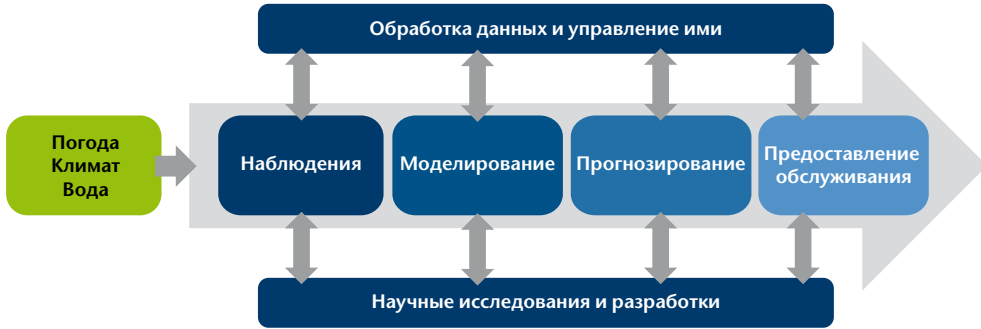 Обработка данных и управление ими
Погода
Климат
Вода
Наблюдения
Моделирование
Прогнозирование
Предоставление
обслуживания
Научные исследования и разработки